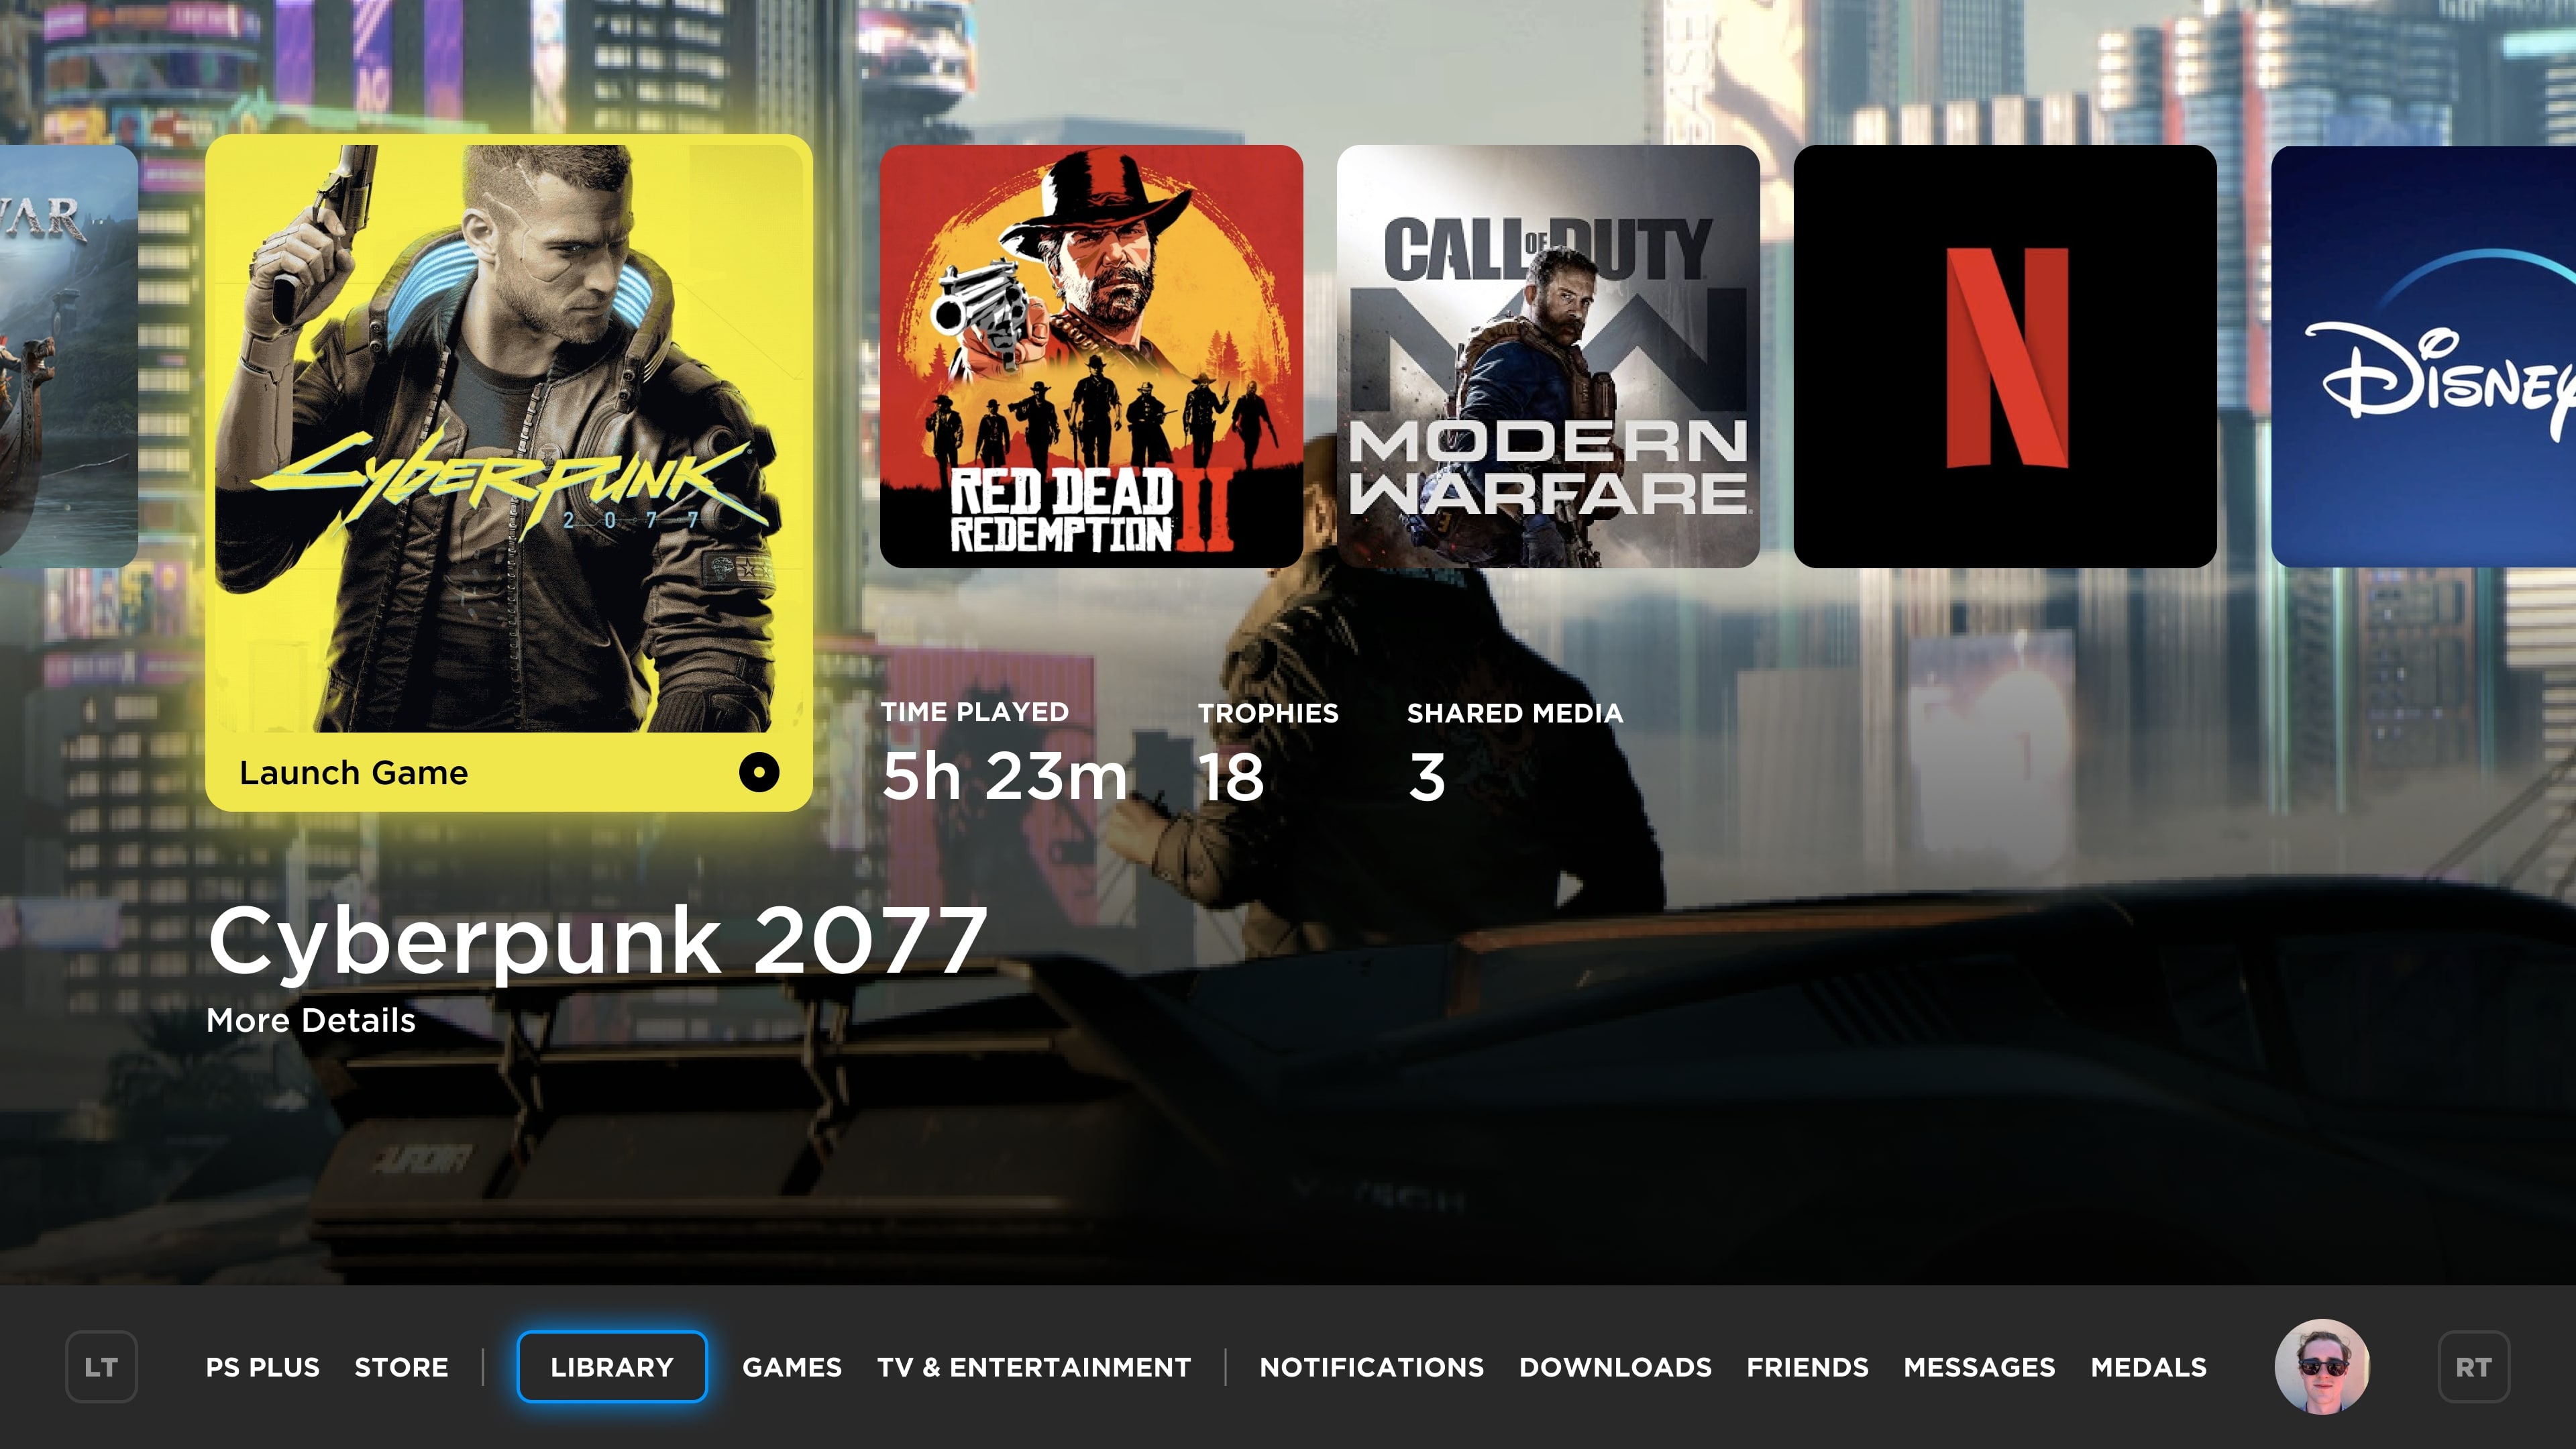 CYBERPUNK
2077
Launch Game
RED DEAD
REDEMPTION II
CALL OF DUTY
MODERN
WARFARE
N
DISNEY
TIME PLAYED
5h 23m
TROPHIES
18
SHARED MEDIA
3
Cyberpunk 2077
More Details
LT
PS PLUS
STORE
LIBRARY
GAMES
TV & ENTERTAINMENT
NOTIFICATIONS
DOWNLOADS
FRIENDS
MESSAGES
MEDALS
RT